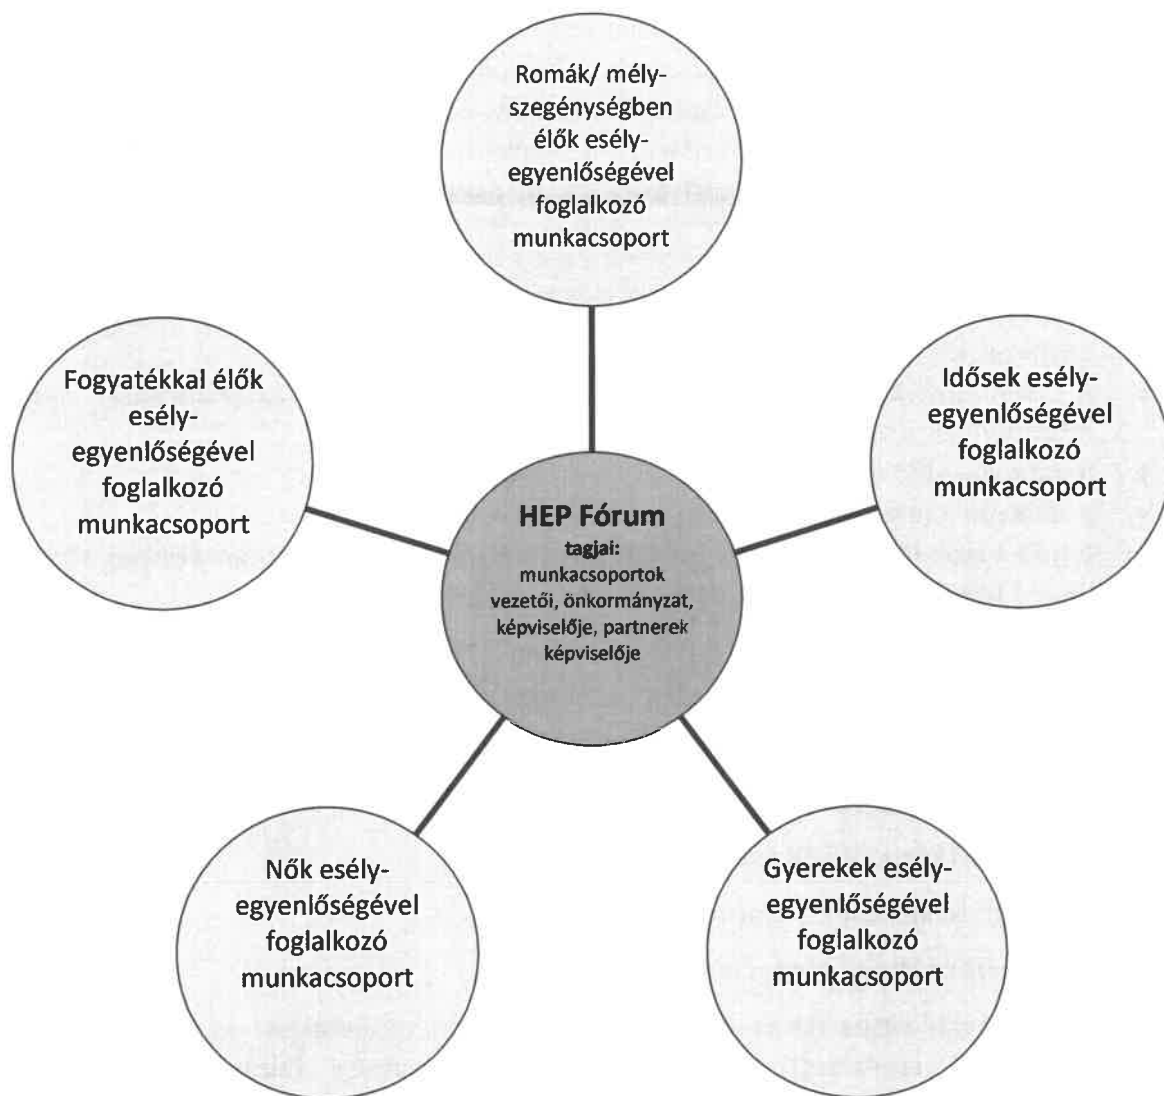 Romák/ mély-
szegénységben
élők esély-
egyenlőségével
foglalkozó
munkacsoport
Fogyatékkal élők
esély-
egyenlőségével
foglalkozó
munkacsoport
Idősek esély-
egyenlőségével
foglalkozó
munkacsoport
HEP Fórum
tagjai:
munkacsoportok
vezetői, önkormányzat,
képviselője, partnerek
képviselője
Nők esély-
egyenlőségével
foglalkozó
munkacsoport
Gyerekek esély-
egyenlőségével
foglalkozó
munkacsoport